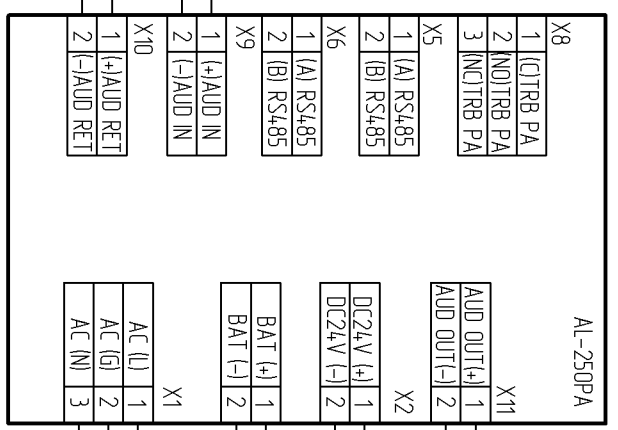 X10
1 (+)AUD RET
2 (-)AUD RET
X9
1 (+)AUD IN
2 (-)AUD IN
X6
1 (A) RS485
2 (B) RS485
X5
1 (A) RS485
2 (B) RS485
X8
1 (C)TRB PA
2 (NO)TRB PA
3 (NC)TRB PA
AL-250PA
AC (L) 1
AC (G) 2
AC (N) 3
X1
BAT (+) 1
BAT (-) 2
DC24V (+) 1
DC24V (-) 2
X2
AUD OUT(+) 1
AUD OUT(-) 2
X11